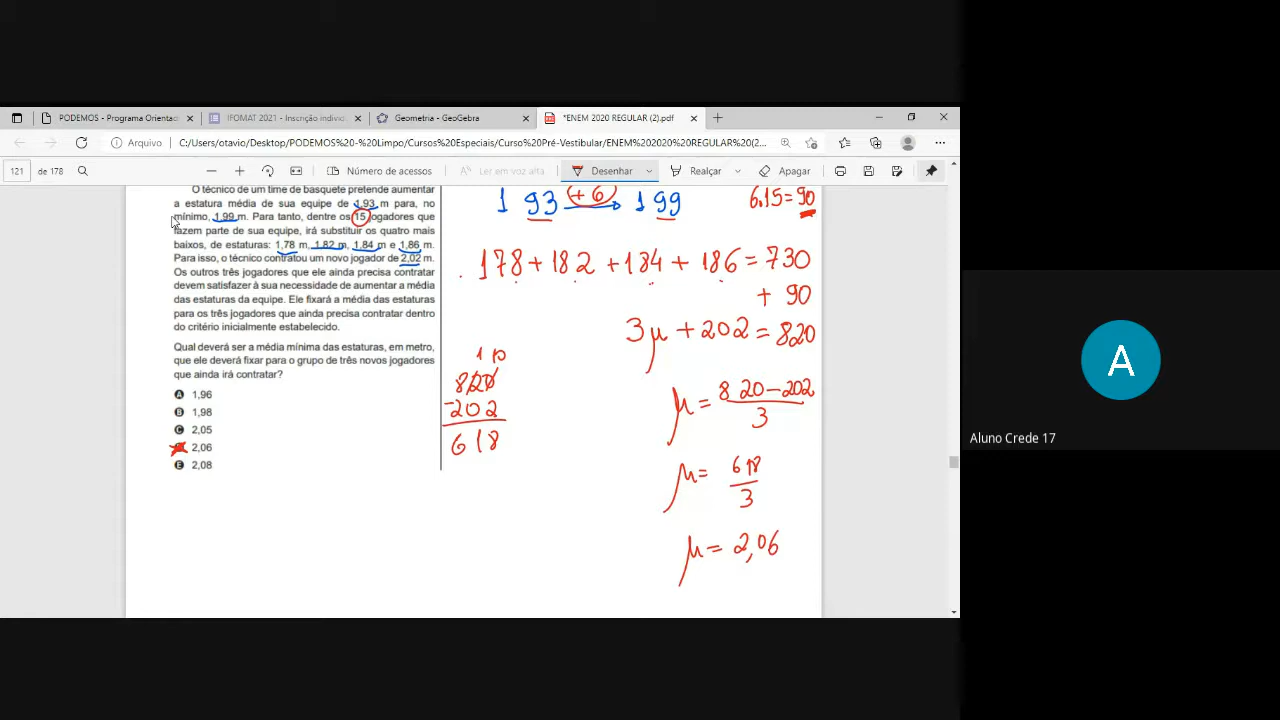 PODEMOS - Programa Orienta
IFOMAT 2021 - Inscrição individ
Geometria - GeoGebra
*ENEM 2020 REGULAR (2).pdf
Arquivo
C:/Users/otavio/Desktop/PODEMOS%20-%20Limpo/Cursos%20Especiais/Curso%20Pré-Vestibular/ENEM%202020%20REGULAR%20(2...
121 de 178
Número de acessos
Ler em voz alta
Desenhar
Realçar
Apagar
O técnico de um time de basquete pretende aumentar
a estatura média de sua equipe de 1,93 m para, no
mínimo, 1,99 m. Para tanto, dentre os 15 jogadores que
fazem parte de sua equipe, irá substituir os quatro mais
baixos, de estaturas: 1,78 m, 1,82 m, 1,84 m e 1,86 m.
Para isso, o técnico contratou um novo jogador de 2,02 m.
Os outros três jogadores que ele ainda precisa contratar
devem satisfazer à sua necessidade de aumentar a média
das estaturas da equipe. Ele fixará a média das estaturas
para os três jogadores que ainda precisa contratar dentro
do critério inicialmente estabelecido.
Qual deverá ser a média mínima das estaturas, em metro,
que ele deverá fixar para o grupo de três novos jogadores
que ainda irá contratar?
A 1,96
B 1,98
C 2,05
2,06
E 2,08
1 93 +6 1 99
6.15=90
178+182+184+186=730
+ 90
3μ+202=820
1 10
820
-202
618
μ= 820-202
3
μ= 618
3
μ= 2,06
A
Aluno Crede 17